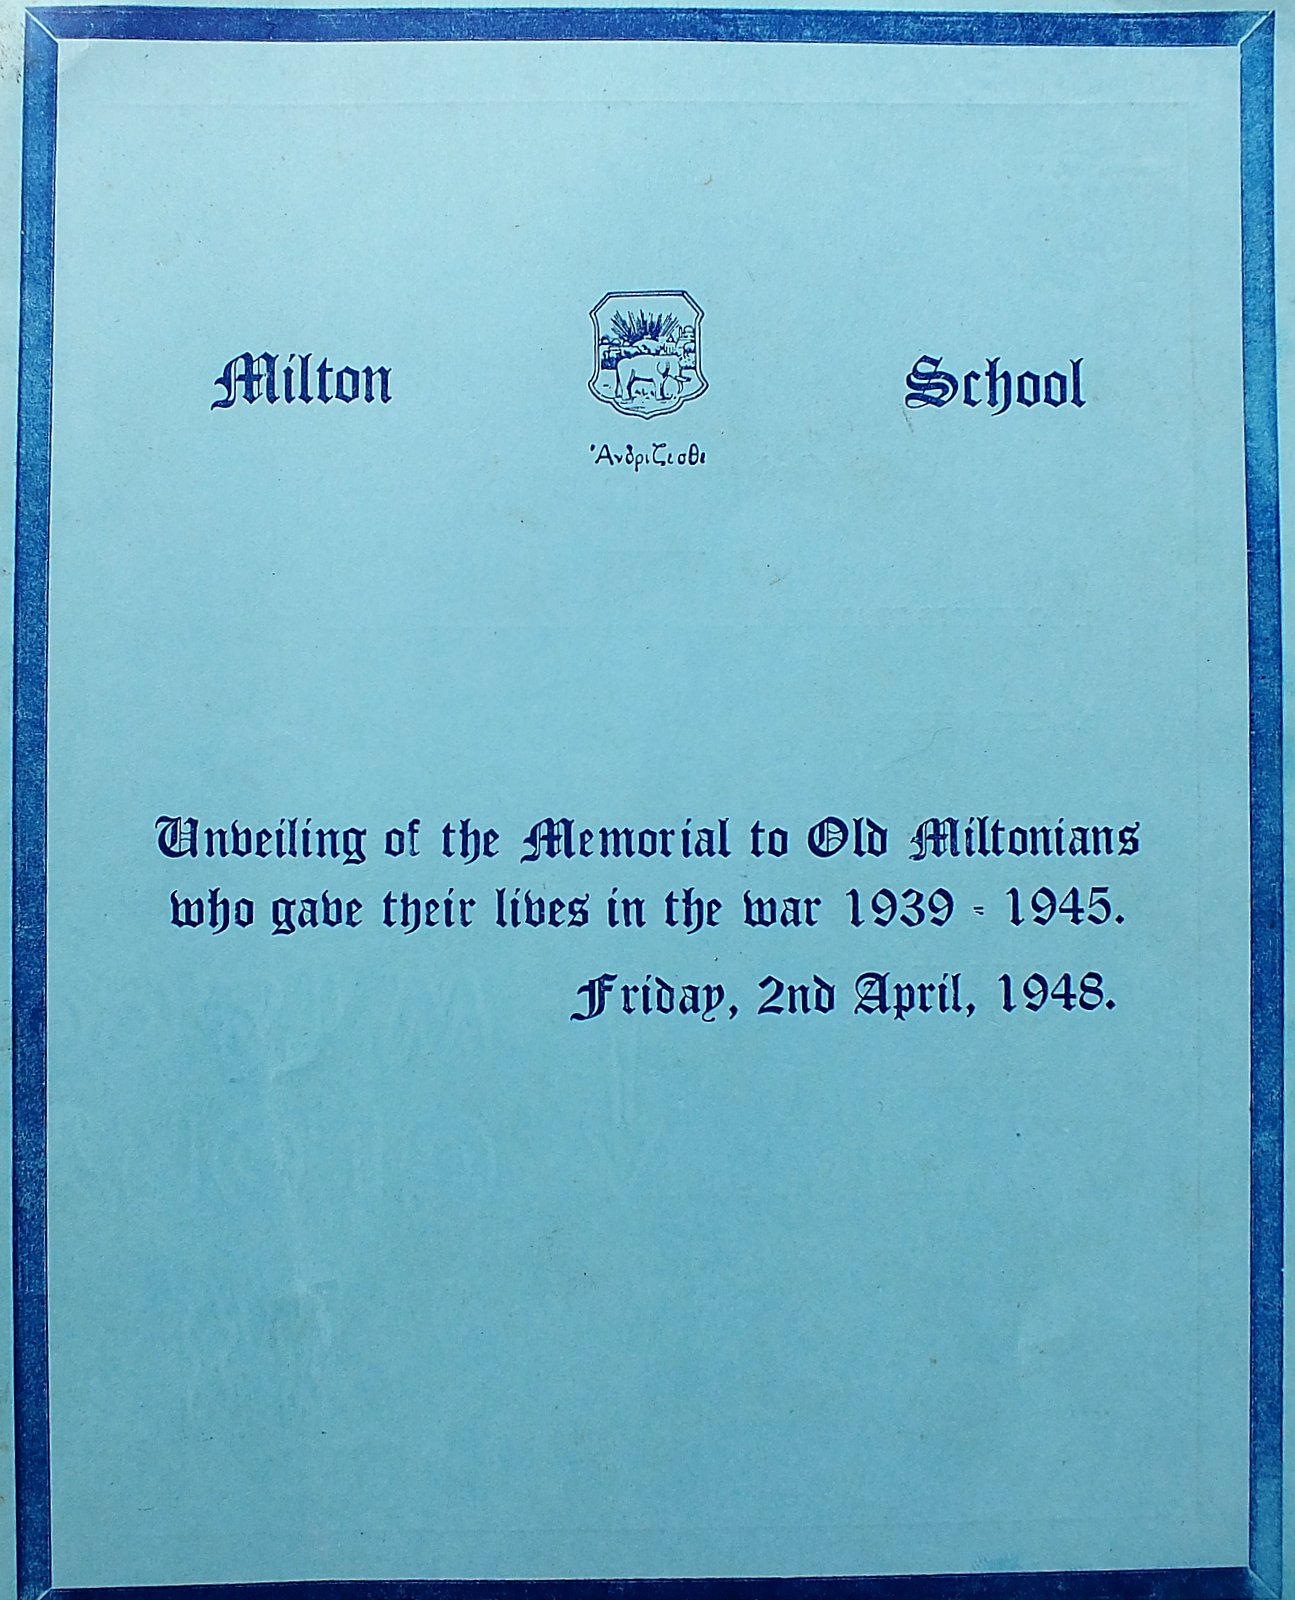 Milton School
Ἀνδριζεσθε
Unveiling of the Memorial to Old Miltonians
who gave their lives in the war 1939 - 1945.
Friday, 2nd April, 1948.